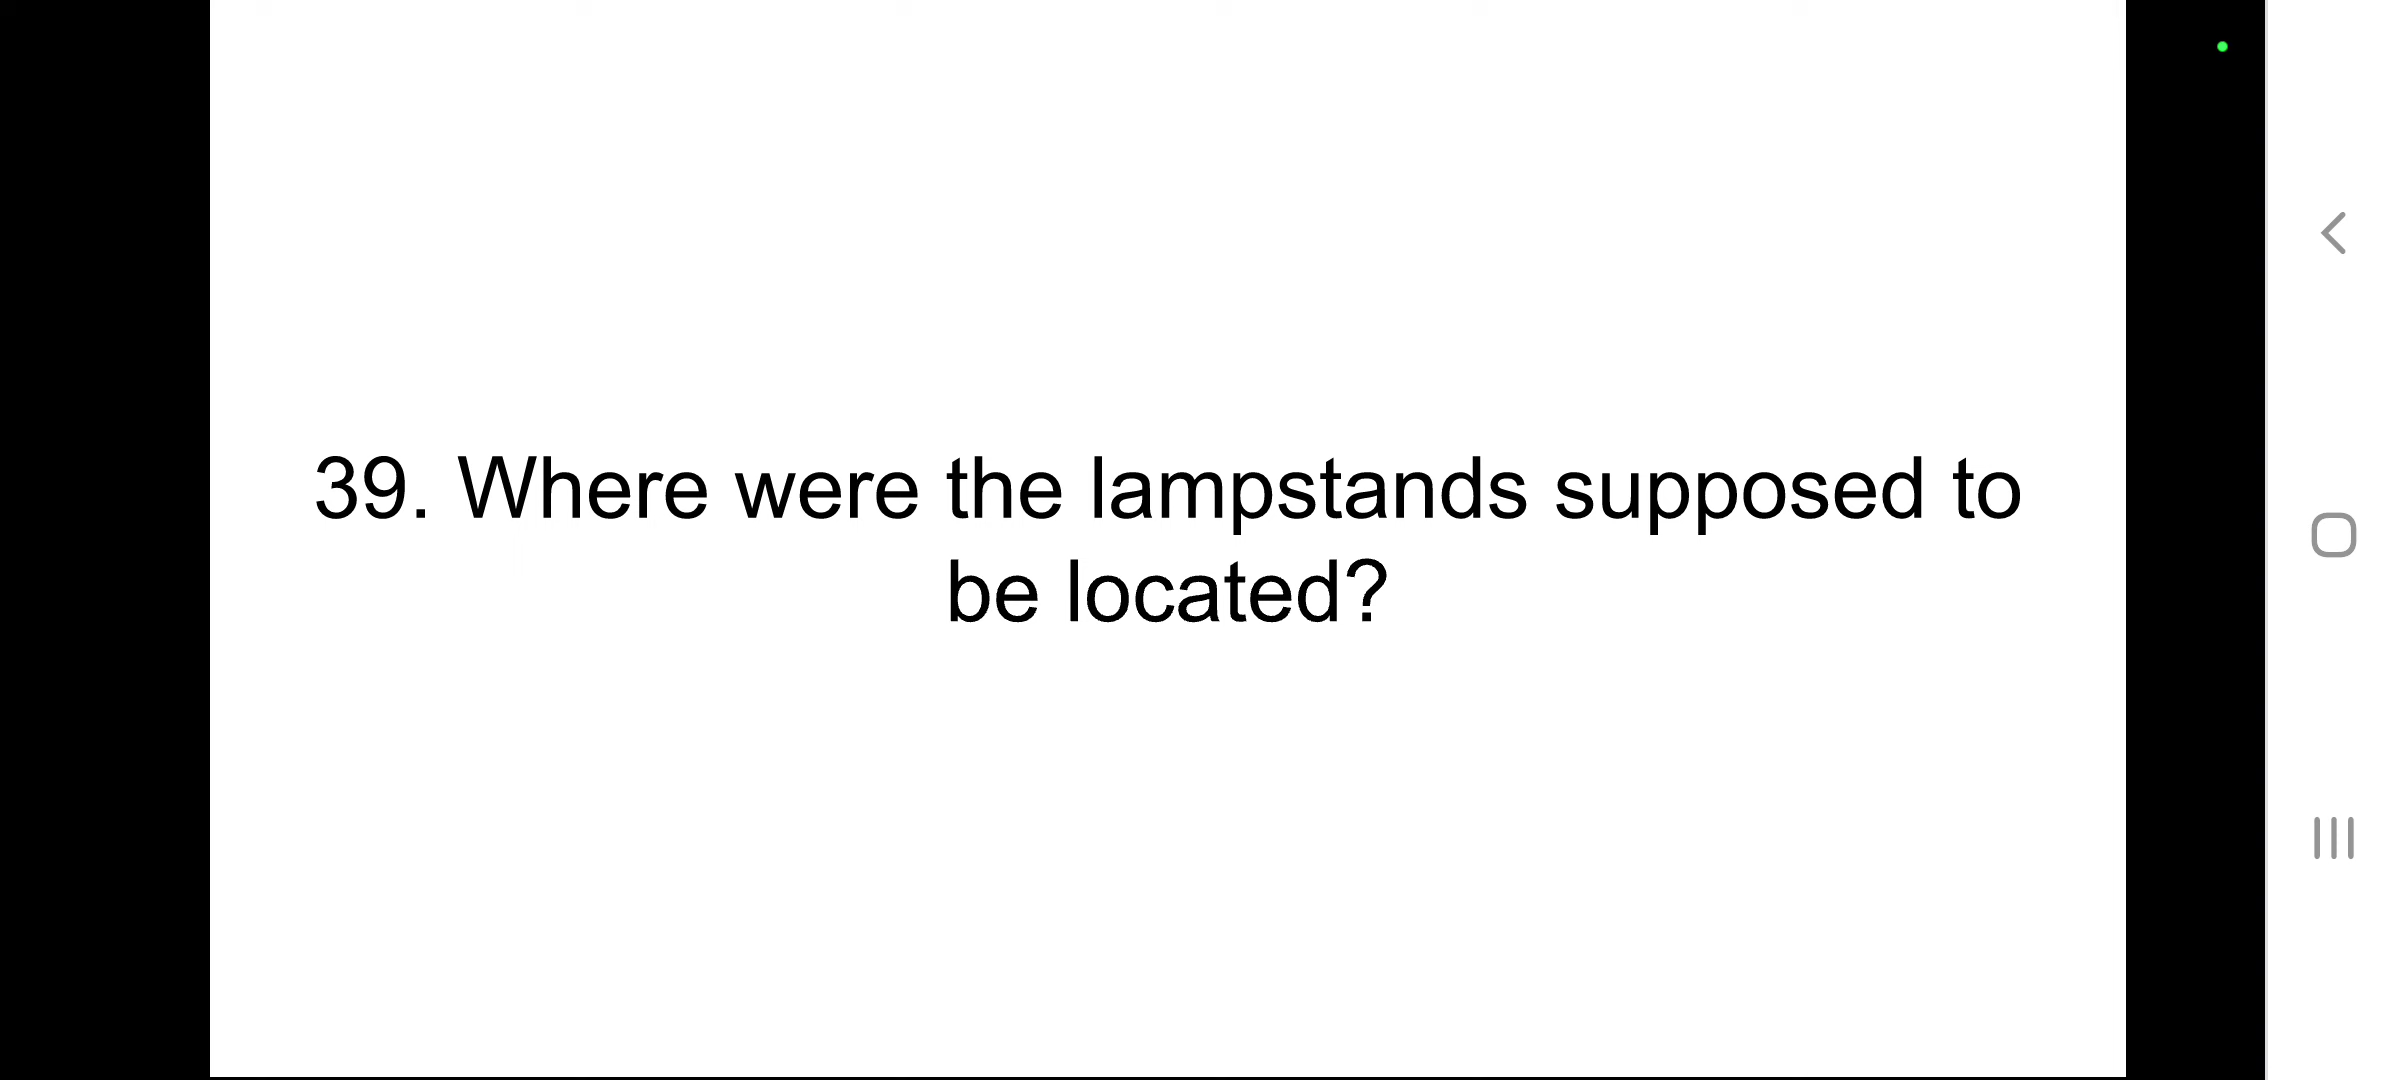 39. Where were the lampstands supposed to
be located?